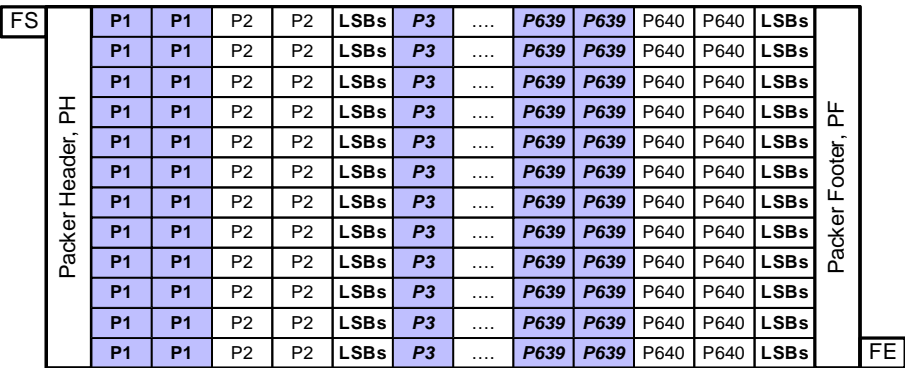 FS P1 P1 P2 P2 LSBs P3 .... P639 P639 P640 P640 LSBs
P1 P1 P2 P2 LSBs P3 .... P639 P639 P640 P640 LSBs
P1 P1 P2 P2 LSBs P3 .... P639 P639 P640 P640 LSBs
P1 P1 P2 P2 LSBs P3 .... P639 P639 P640 P640 LSBs
P1 P1 P2 P2 LSBs P3 .... P639 P639 P640 P640 LSBs
P1 P1 P2 P2 LSBs P3 .... P639 P639 P640 P640 LSBs
P1 P1 P2 P2 LSBs P3 .... P639 P639 P640 P640 LSBs
P1 P1 P2 P2 LSBs P3 .... P639 P639 P640 P640 LSBs
P1 P1 P2 P2 LSBs P3 .... P639 P639 P640 P640 LSBs
P1 P1 P2 P2 LSBs P3 .... P639 P639 P640 P640 LSBs
P1 P1 P2 P2 LSBs P3 .... P639 P639 P640 P640 LSBs
P1 P1 P2 P2 LSBs P3 .... P639 P639 P640 P640 LSBs FE
Packer Header, PH
Packer Footer, PF